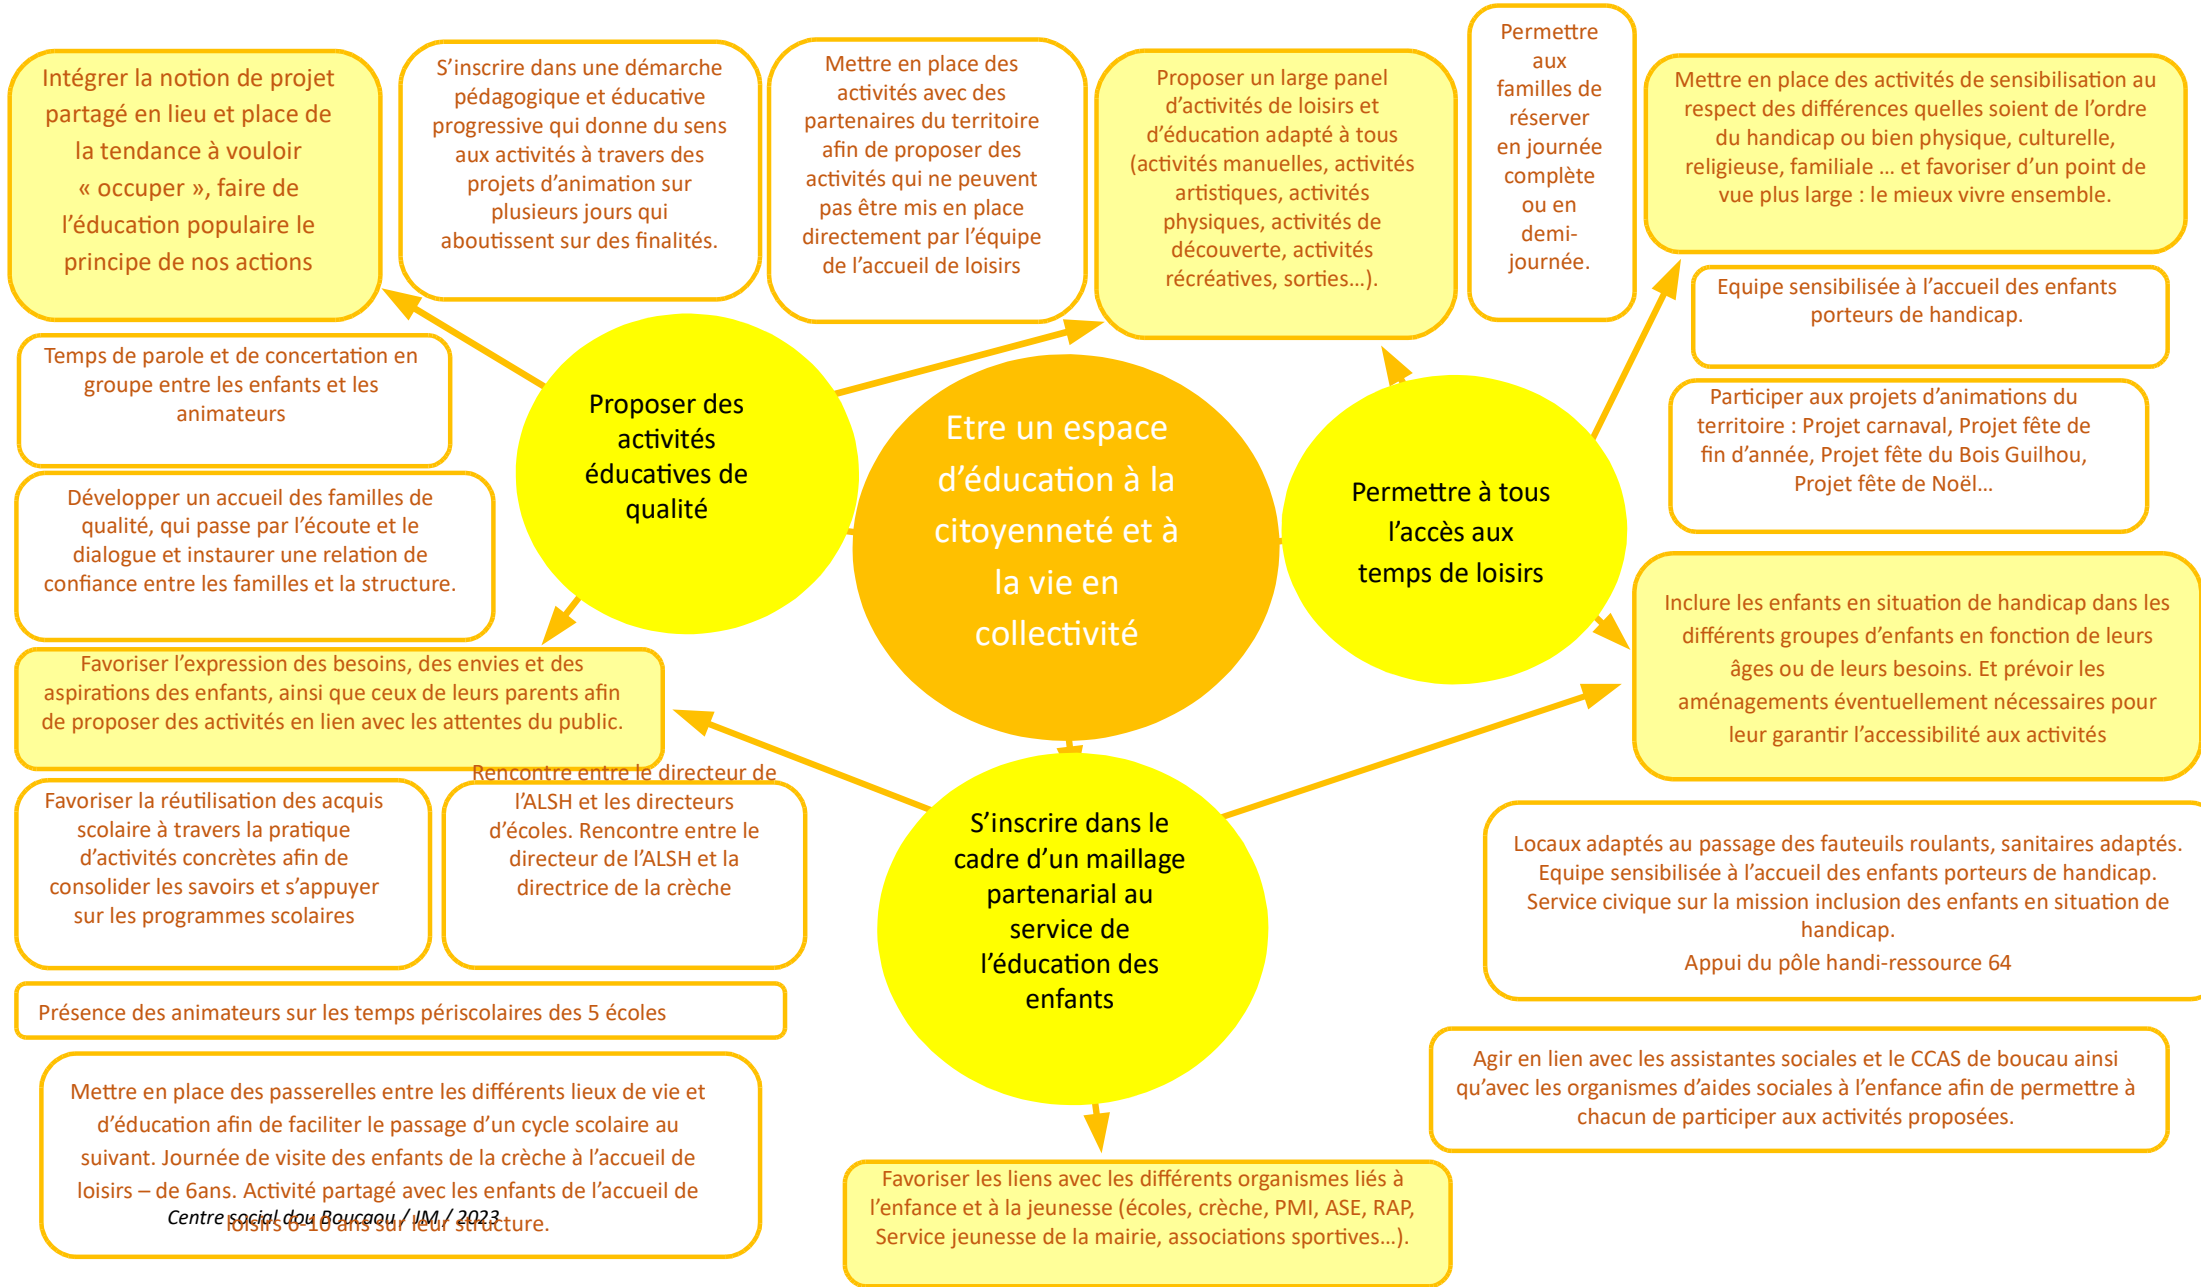 Intégrer la notion de projet
partagé en lieu et place de
la tendance à vouloir
« occuper », faire de
l’éducation populaire le
principe de nos actions
S’inscrire dans une démarche
pédagogique et éducative
progressive qui donne du sens
aux activités à travers des
projets d’animation sur
plusieurs jours qui
aboutissent sur des finalités.
Mettre en place des
activités avec des
partenaires du territoire
afin de proposer des
activités qui ne peuvent
pas être mis en place
directement par l’équipe
de l’accueil de loisirs
Proposer un large panel
d’activités de loisirs et
d’éducation adapté à tous
(activités manuelles, activités
artistiques, activités
physiques, activités de
découverte, activités
récréatives, sorties…).
Permettre
aux
familles de
réserver
en journée
complète
ou en
demi-
journée.
Mettre en place des activités de sensibilisation au
respect des différences quelles soient de l’ordre
du handicap ou bien physique, culturelle,
religieuse, familiale … et favoriser d’un point de
vue plus large : le mieux vivre ensemble.
Equipe sensibilisée à l’accueil des enfants
porteurs de handicap.
Participer aux projets d’animations du
territoire : Projet carnaval, Projet fête de
fin d’année, Projet fête du Bois Guilhou,
Projet fête de Noël…
Temps de parole et de concertation en
groupe entre les enfants et les
animateurs
Développer un accueil des familles de
qualité, qui passe par l’écoute et le
dialogue et instaurer une relation de
confiance entre les familles et la structure.
Proposer des
activités
éducatives de
qualité
Etre un espace
d’éducation à la
citoyenneté et à
la vie en
collectivité
Permettre à tous
l’accès aux
temps de loisirs
Inclure les enfants en situation de handicap dans les
différents groupes d’enfants en fonction de leurs
âges ou de leurs besoins. Et prévoir les
aménagements éventuellement nécessaires pour
leur garantir l’accessibilité aux activités
Favoriser l’expression des besoins, des envies et des
aspirations des enfants, ainsi que ceux de leurs parents afin
de proposer des activités en lien avec les attentes du public.
Favoriser la réutilisation des acquis
scolaire à travers la pratique
d’activités concrètes afin de
consolider les savoirs et s’appuyer
sur les programmes scolaires
Rencontre entre le directeur de
l’ALSH et les directeurs
d’écoles. Rencontre entre le
directeur de l’ALSH et la
directrice de la crèche
S’inscrire dans le
cadre d’un maillage
partenarial au
service de
l’éducation des
enfants
Locaux adaptés au passage des fauteuils roulants, sanitaires adaptés.
Equipe sensibilisée à l’accueil des enfants porteurs de handicap.
Service civique sur la mission inclusion des enfants en situation de
handicap.
Appui du pôle handi-ressource 64
Présence des animateurs sur les temps périscolaires des 5 écoles
Agir en lien avec les assistantes sociales et le CCAS de boucau ainsi
qu’avec les organismes d’aides sociales à l’enfance afin de permettre à
chacun de participer aux activités proposées.
Mettre en place des passerelles entre les différents lieux de vie et
d’éducation afin de faciliter le passage d’un cycle scolaire au
suivant. Journée de visite des enfants de la crèche à l’accueil de
loisirs – de 6ans. Activité partagé avec les enfants de l’accueil de
loisirs 6-10 ans sur leur structure.
Centre social dou Boucaou / JM / 2023
Favoriser les liens avec les différents organismes liés à
l’enfance et à la jeunesse (écoles, crèche, PMI, ASE, RAP,
Service jeunesse de la mairie, associations sportives…).